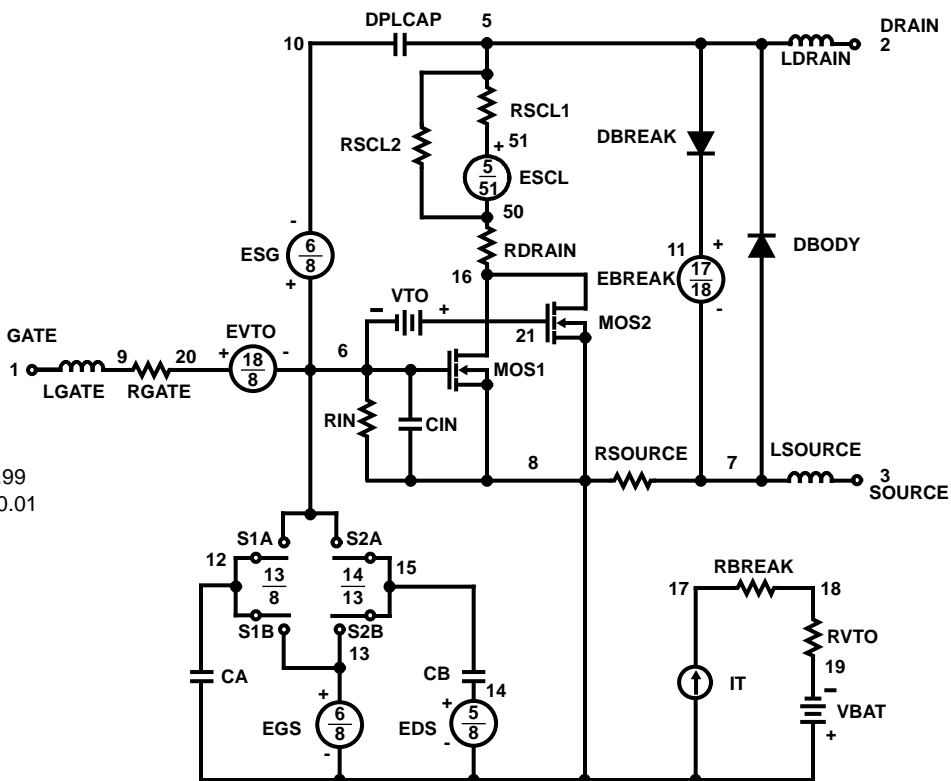 DPLCAP
5
DRAIN
2
10
LDRAIN
RSCL1
RSCL2
+ 51
DBREAK
5
51
ESCL
50
-
ESG
6
8
+
RDRAIN
11
+
17
18
EBREAK
-
DBODY
16
VTO
- +
21
MOS2
GATE
1
9
20
EVTO
+
18
8
-
6
LGATE
RGATE
MOS1
RIN
CIN
.99
0.01
8
RSOURCE
7
LSOURCE
3
SOURCE
S1A
S2A
12
13
8
14
13
15
S1B
S2B
13
RBREAK
17
18
RVTO
19
CA
CB
14
+
EGS
6
8
-
+
EDS
5
8
-
IT
-
VBAT
+